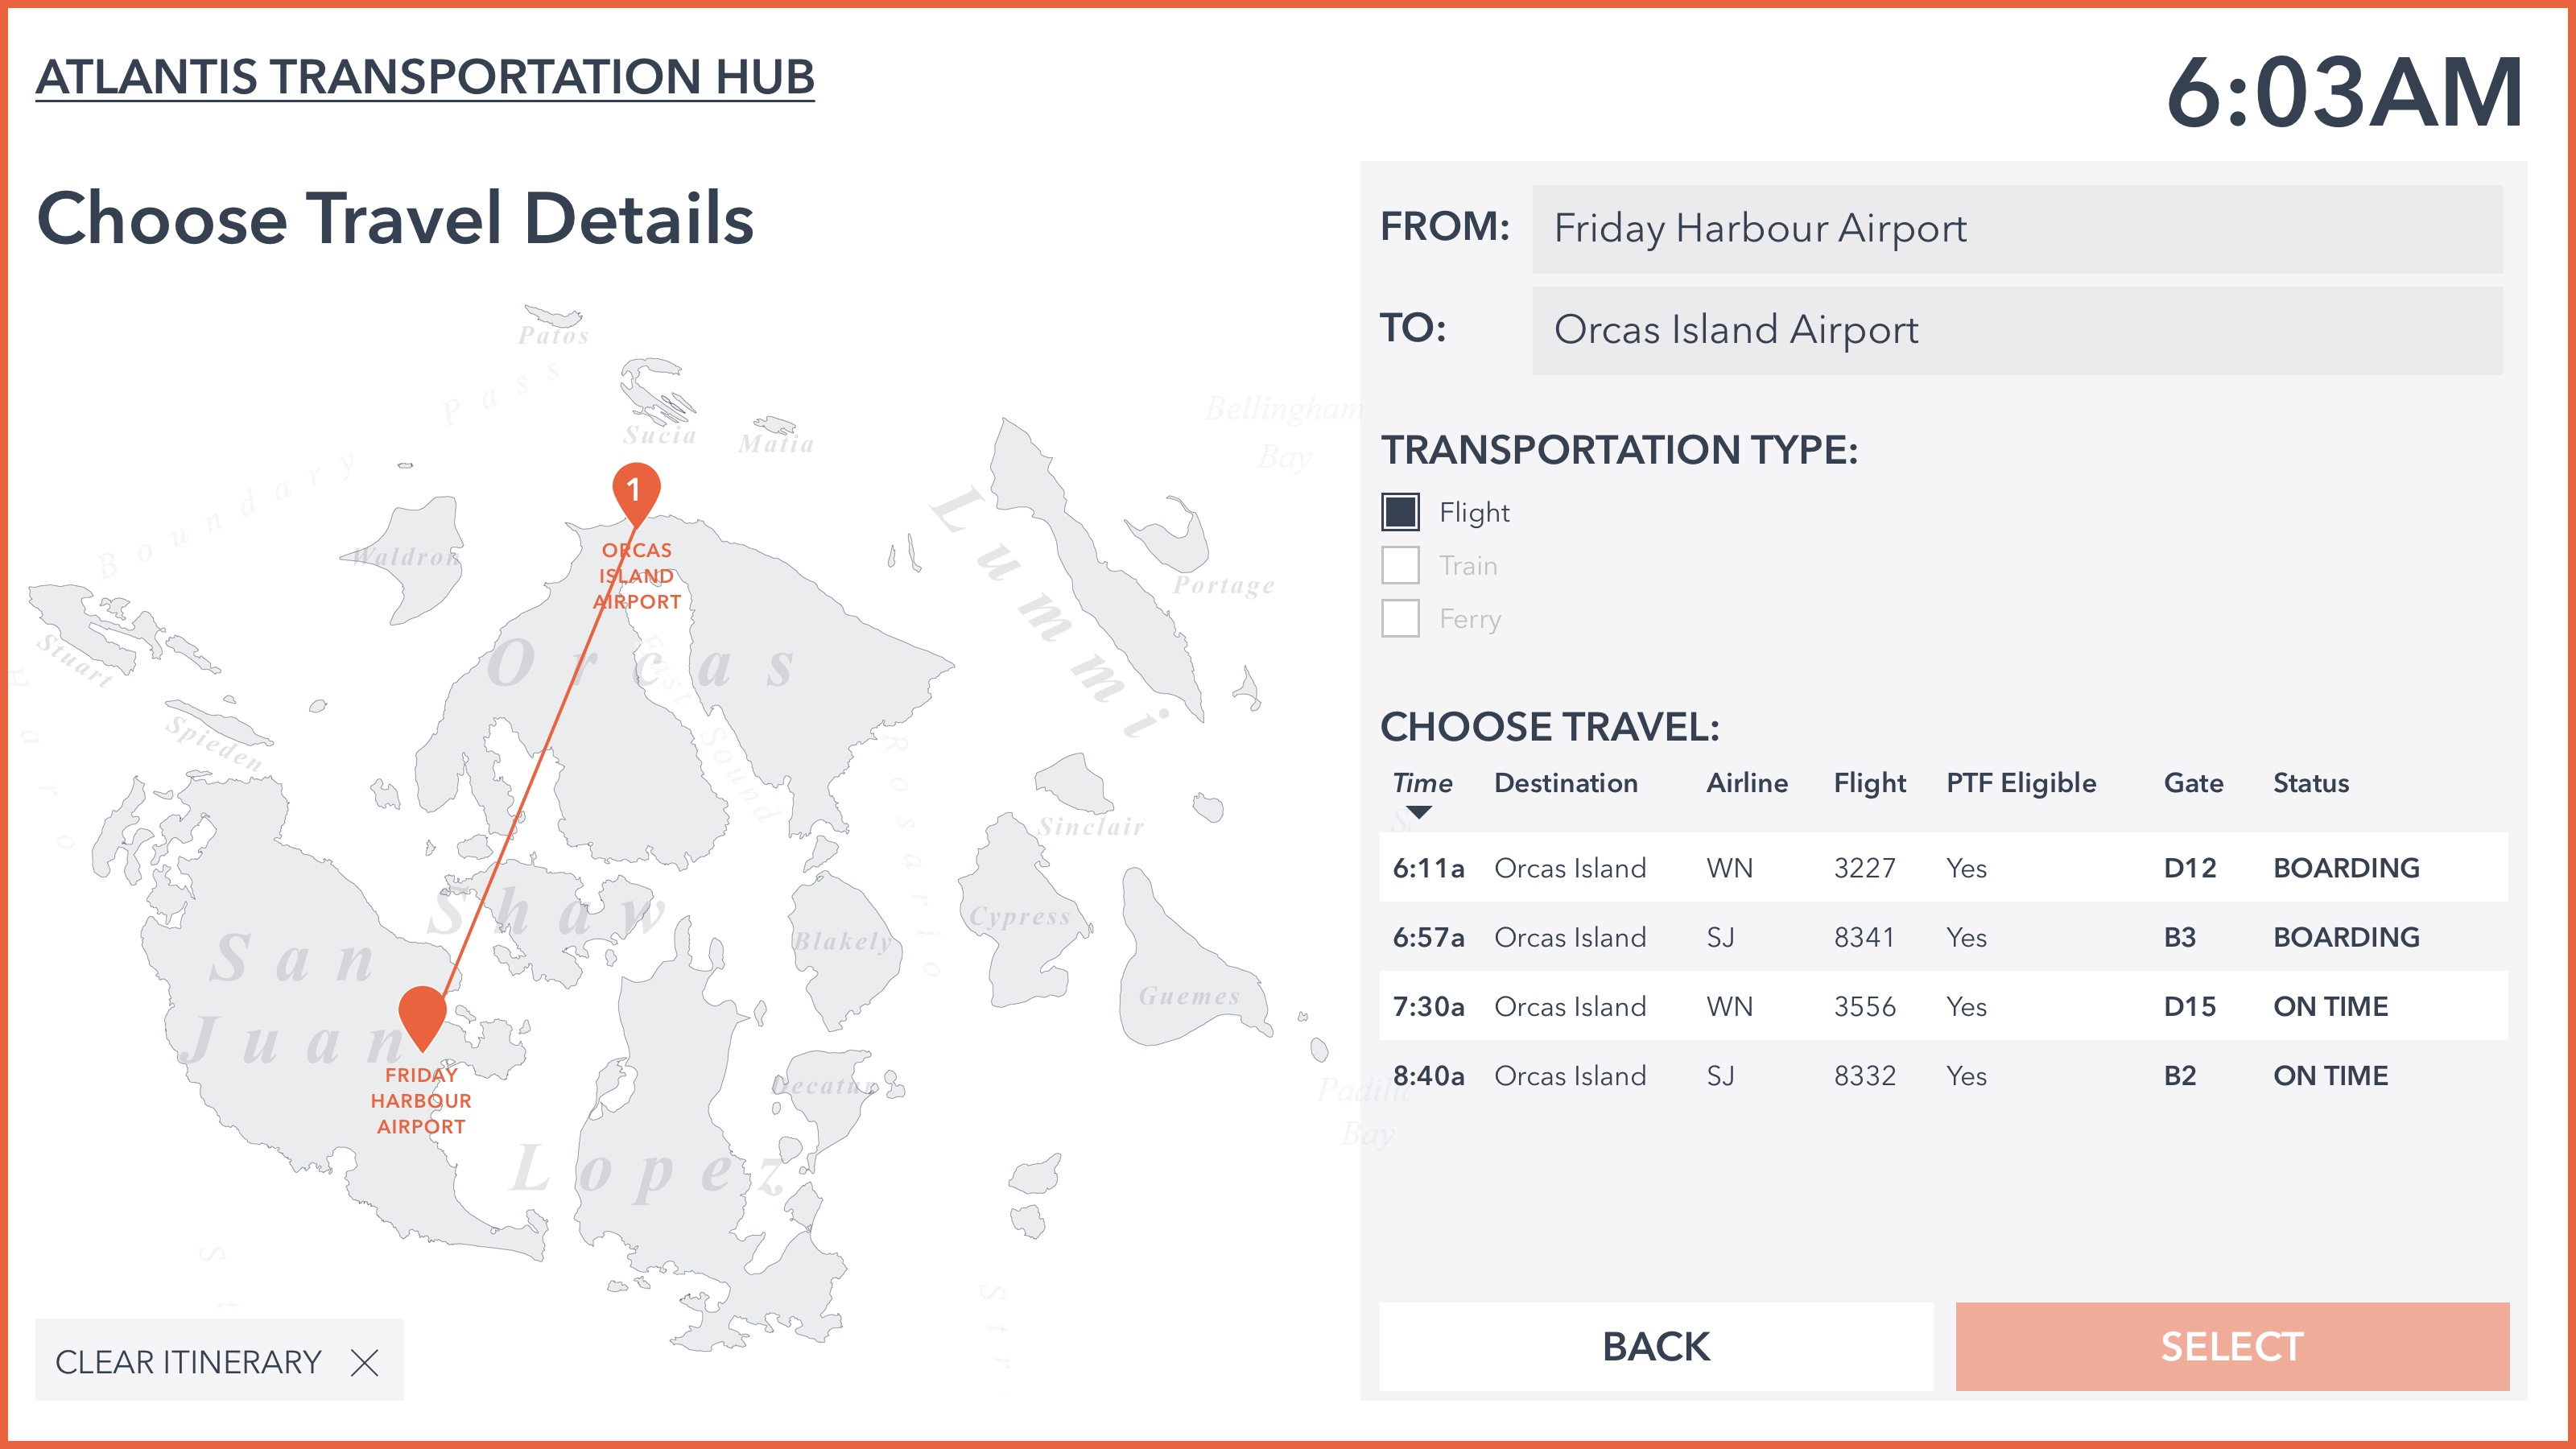 ATLANTIS TRANSPORTATION HUB
6:03AM
Choose Travel Details
FROM: Friday Harbour Airport
TO: Orcas Island Airport
TRANSPORTATION TYPE:
Flight
Train
Ferry
CHOOSE TRAVEL:
Time Destination Airline Flight PTF Eligible Gate Status
6:11a Orcas Island WN 3227 Yes D12 BOARDING
6:57a Orcas Island SJ 8341 Yes B3 BOARDING
7:30a Orcas Island WN 3556 Yes D15 ON TIME
8:40a Orcas Island SJ 8332 Yes B2 ON TIME
BACK
SELECT
Patos
Boundary Pass
Sucia
Matia
Bellingham
Bay
1
ORCAS
ISLAND
AIRPORT
Waldron
Lummi
Portage
Stuart
Orcas
East Sound
Haro
Spieden
Rosario
Sinclair
Shaw
Cypress
Blakely
San
Juan
Guemes
FRIDAY
HARBOUR
AIRPORT
Decatur
Padilla
Bay
Lopez
St
Str
CLEAR ITINERARY